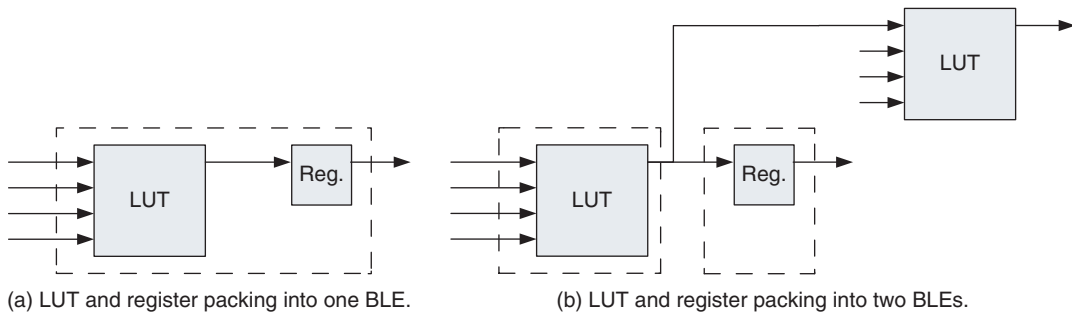 LUT
Reg.
(a) LUT and register packing into one BLE.
LUT
Reg.
LUT
(b) LUT and register packing into two BLEs.